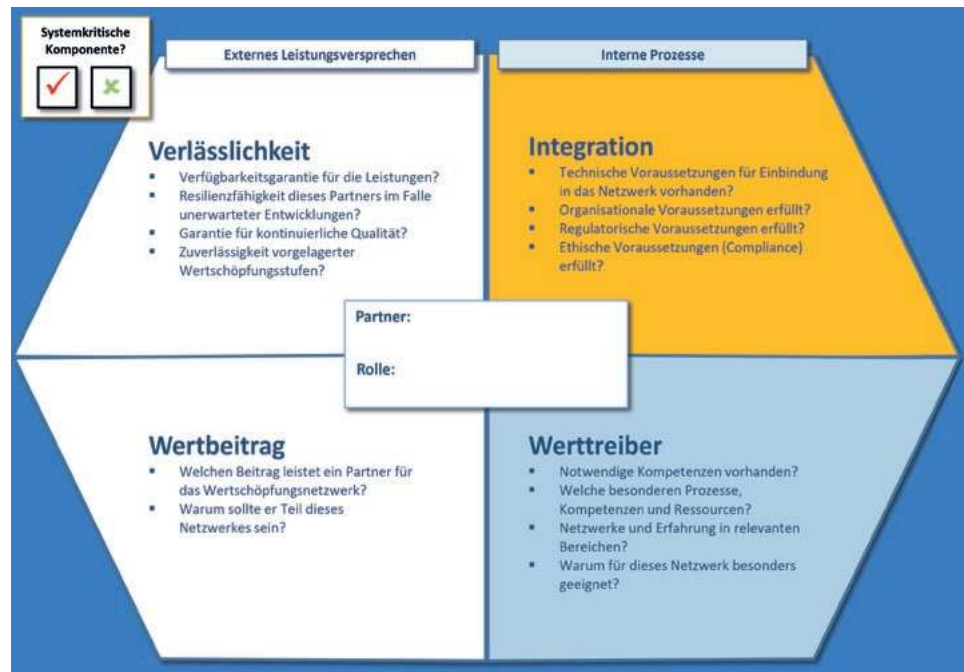 Systemkritische
Komponente?
Externes Leistungsversprechen
Interne Prozesse
Verlässlichkeit
▪ Verfügbarkeitsgarantie für die Leistungen?
▪ Resilienzfähigkeit dieses Partners im Falle
unerwarteter Entwicklungen?
▪ Garantie für kontinuierliche Qualität?
▪ Zuverlässigkeit vorgelagerter
Wertschöpfungsstufen?
Integration
▪ Technische Voraussetzungen für Einbindung
in das Netzwerk vorhanden?
▪ Organisationale Voraussetzungen erfüllt?
▪ Regulatorische Voraussetzungen erfüllt?
▪ Ethische Voraussetzungen (Compliance)
erfüllt?
Partner:
Rolle:
Wertbeitrag
▪ Welchen Beitrag leistet ein Partner für
das Wertschöpfungsnetzwerk?
▪ Warum sollte er Teil dieses
Netzwerkes sein?
Werttreiber
▪ Notwendige Kompetenzen vorhanden?
▪ Welche besonderen Prozesse,
Kompetenzen und Ressourcen?
▪ Netzwerke und Erfahrung in relevanten
Bereichen?
▪ Warum für dieses Netzwerk besonders
geeignet?